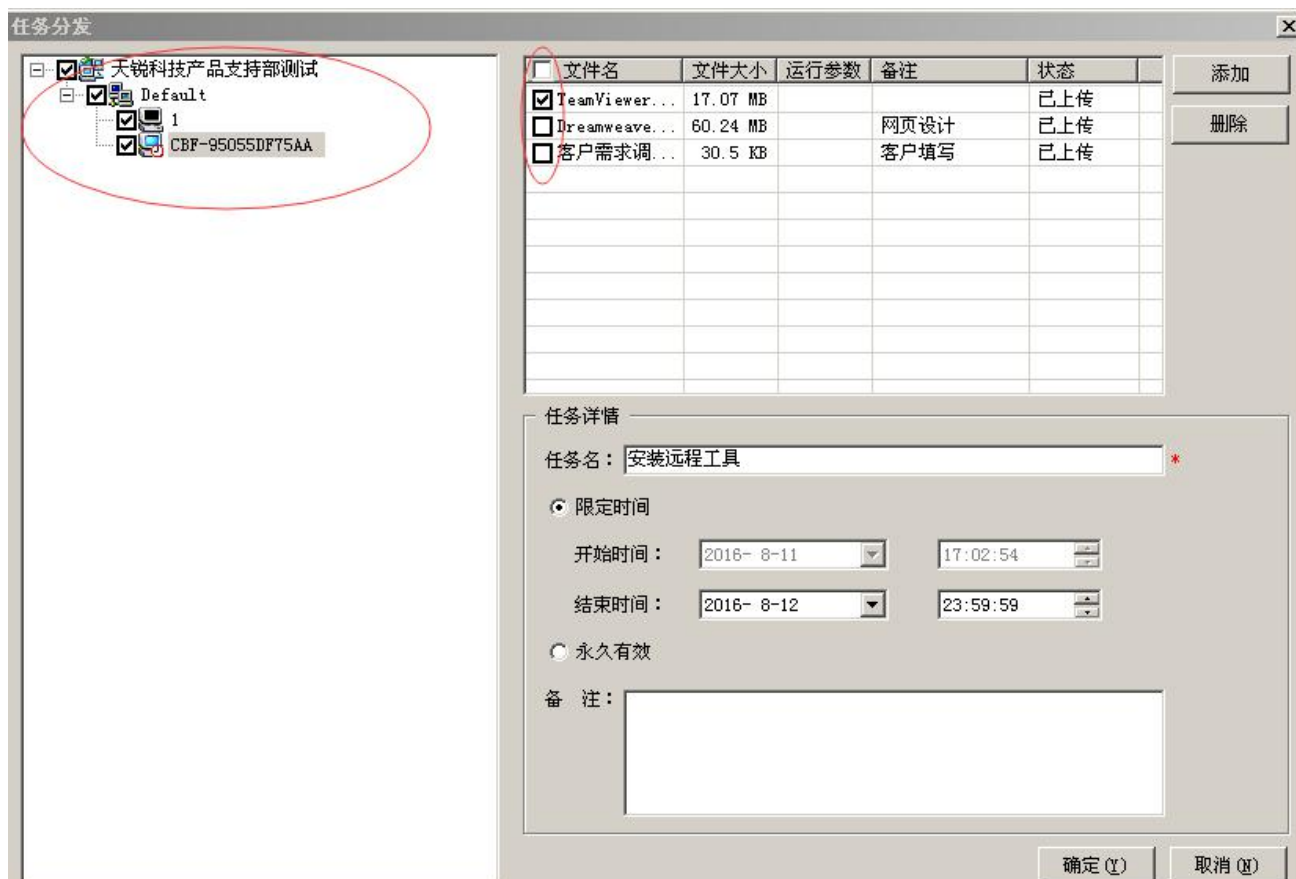 任务分发
天锐科技产品支持部测试
Default
1
CBF-95055DF75AA
文件名 文件大小 运行参数 备注 状态
TeamViewer... 17.07 MB 已上传
Dreamweave... 60.24 MB 网页设计 已上传
客户需求调... 30.5 KB 客户填写 已上传
添加
删除
任务详情
任务名： 安装远程工具 *
限定时间
开始时间： 2016- 8-11 17:02:54
结束时间： 2016- 8-12 23:59:59
永久有效
备 注：
确定(Y) 取消(N)